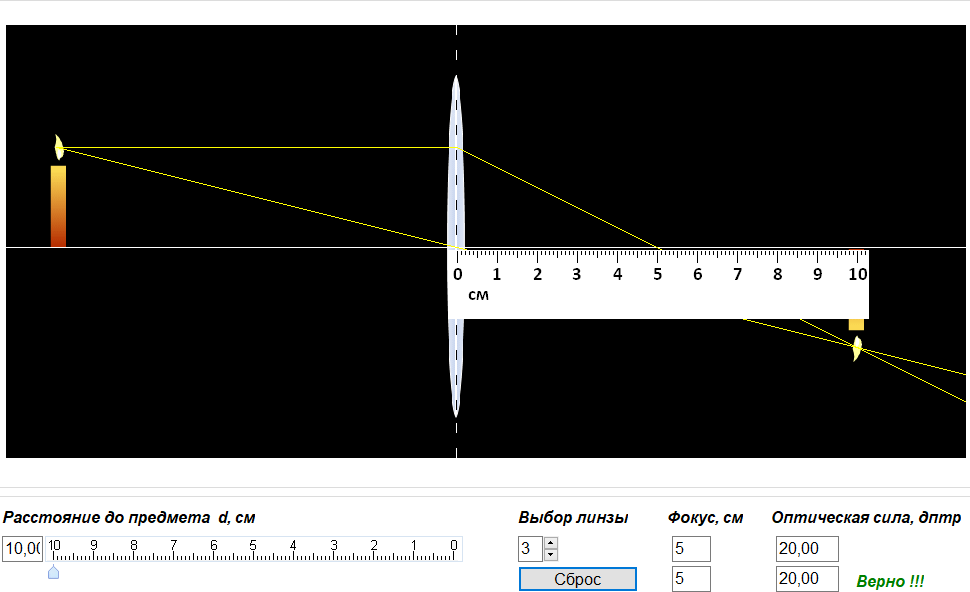 0 1 2 3 4 5 6 7 8 9 10
см
Расстояние до предмета d, см
Выбор линзы
Фокус, см
Оптическая сила, дптр
10,00
10 9 8 7 6 5 4 3 2 1 0
3
5
20,00
Сброс
5
20,00
Верно !!!